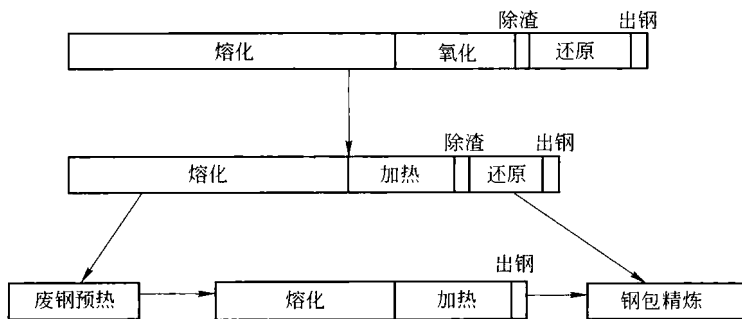 除渣 出钢
熔化 氧化 还原
除渣 出钢
熔化 加热 还原
出钢
废钢预热 熔化 加热 钢包精炼